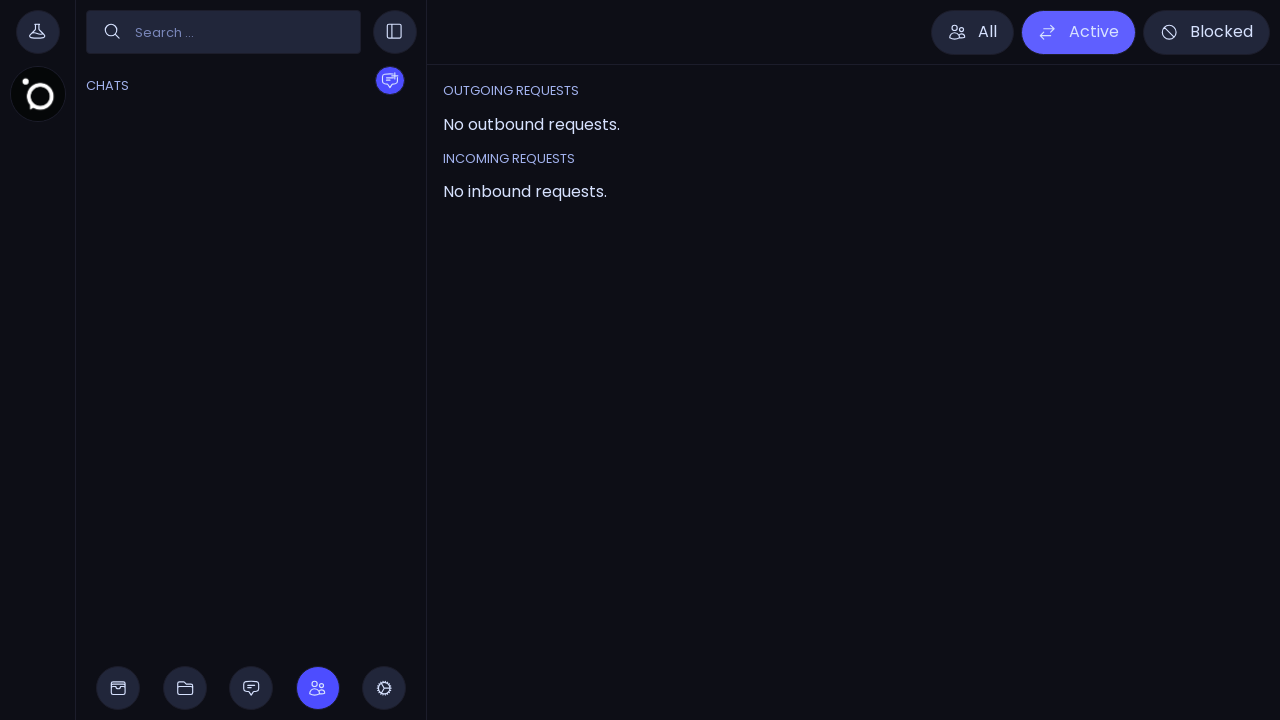 Search ...
CHATS
All
Active
Blocked
OUTGOING REQUESTS
No outbound requests.
INCOMING REQUESTS
No inbound requests.